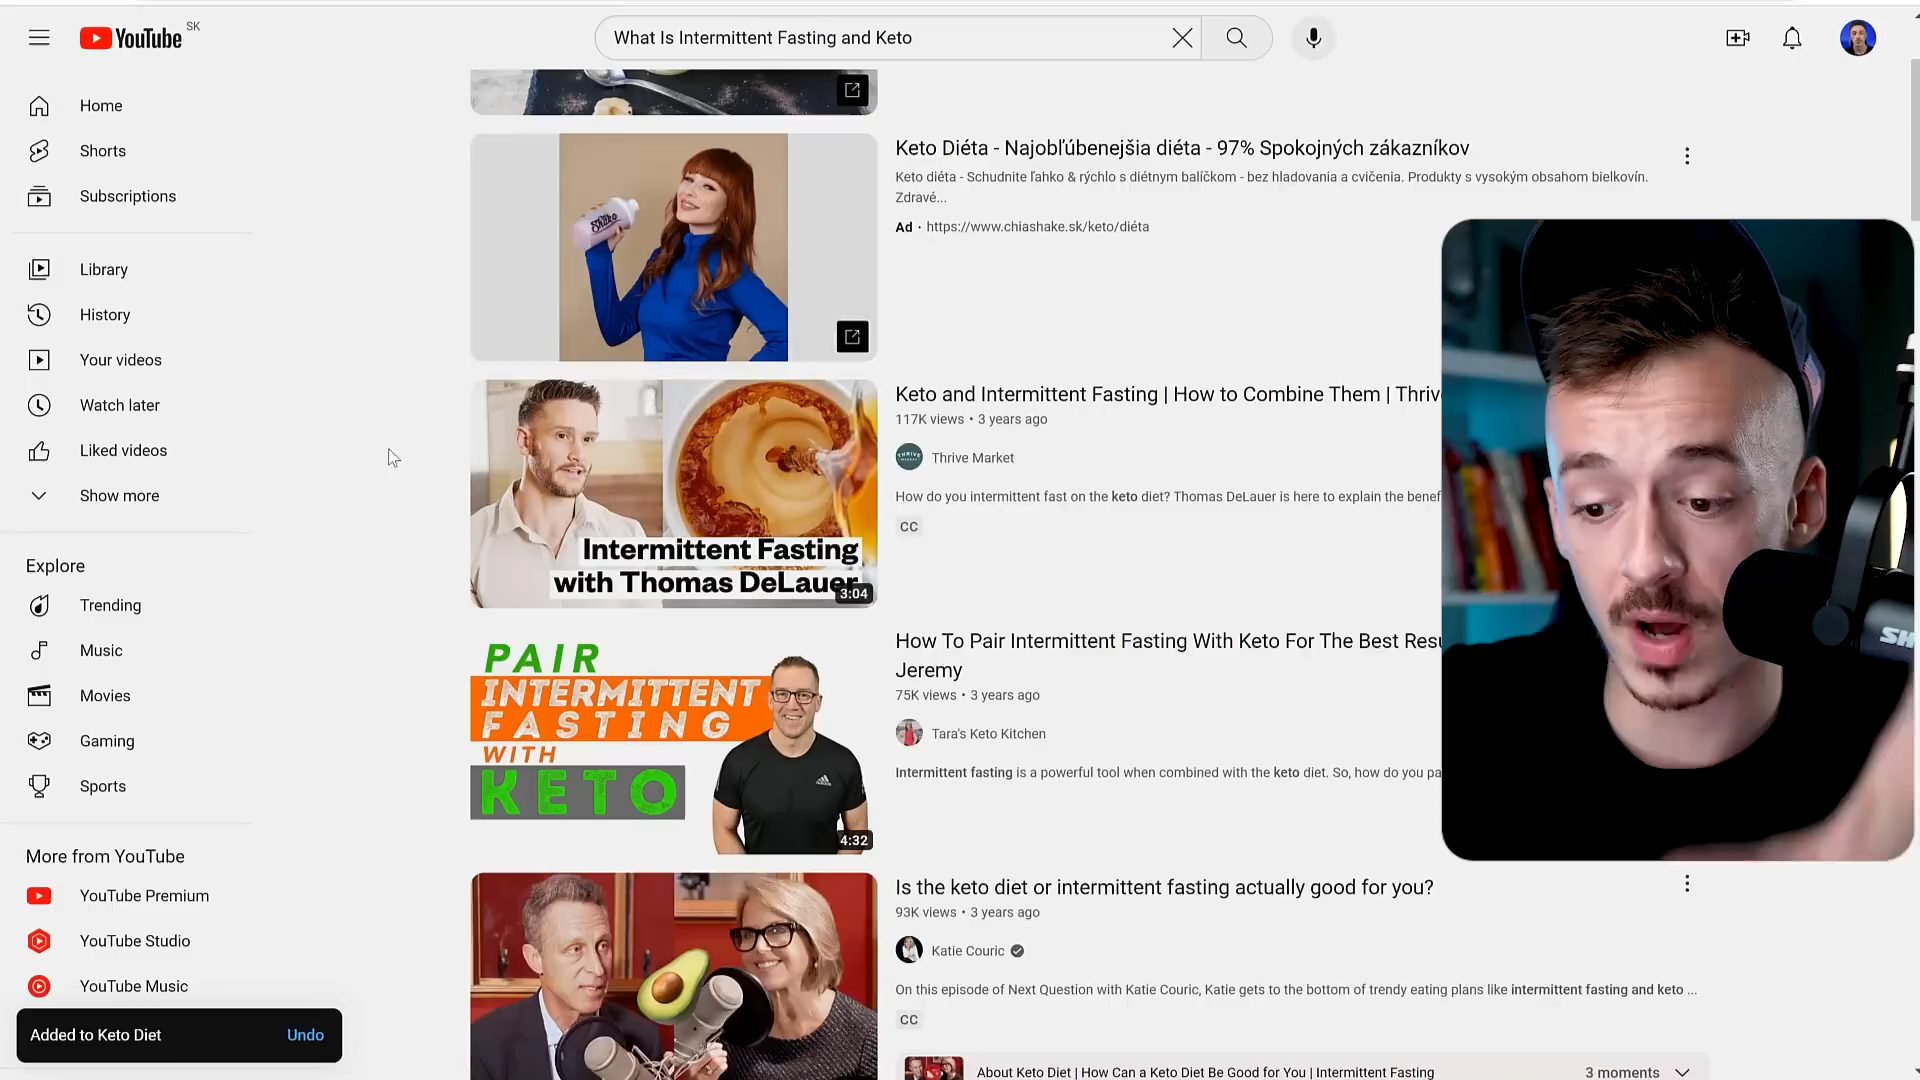 YouTube SK
What Is Intermittent Fasting and Keto
Home
Shorts
Subscriptions
Library
History
Your videos
Watch later
Liked videos
Show more
Explore
Trending
Music
Movies
Gaming
Sports
More from YouTube
YouTube Premium
YouTube Studio
YouTube Music
Added to Keto Diet
Undo
Keto Diéta - Najobľúbenejšia diéta - 97% Spokojných zákazníkov
Keto diéta - Schudnite ľahko & rýchlo s diétnym balíčkom - bez hladovania a cvičenia. Produkty s vysokým obsahom bielkovín.
Zdravé...
Ad · https://www.chiashake.sk/keto/diéta
Intermittent Fasting
with Thomas DeLauer
3:04
Keto and Intermittent Fasting | How to Combine Them | Thriv
117K views • 3 years ago
THRIVE
MARKET
Thrive Market
How do you intermittent fast on the keto diet? Thomas DeLauer is here to explain the benef
CC
PAIR
INTERMITTENT
FASTING
WITH
KETO
4:32
How To Pair Intermittent Fasting With Keto For The Best Resu
Jeremy
75K views • 3 years ago
Tara's Keto Kitchen
Intermittent fasting is a powerful tool when combined with the keto diet. So, how do you pa
Is the keto diet or intermittent fasting actually good for you?
93K views • 3 years ago
Katie Couric
On this episode of Next Question with Katie Couric, Katie gets to the bottom of trendy eating plans like intermittent fasting and keto ...
CC
About Keto Diet | How Can a Keto Diet Be Good for You | Intermittent Fasting
3 moments
SH